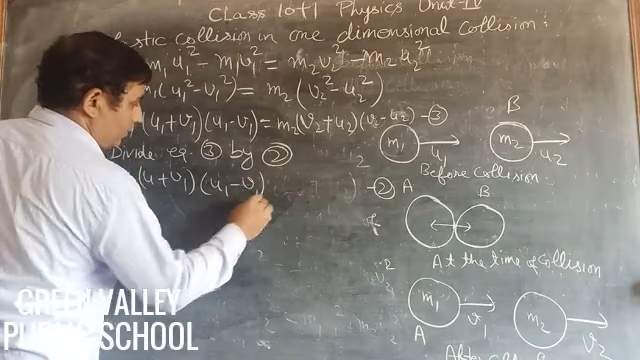 Class 10+1 Physics Unit-IV
lastic collision in one dimensional collision:
m₁u₁² - m₁v₁² = m₂v₂² - m₂u₂²
m₁(u₁² - v₁²) = m₂(v₂² - u₂²)
(u₁+v₁)(u₁-v₁) = m₂(v₂+u₂)(v₂-u₂) -③
Divide eq. ③ by ②
(u+v₁)(u₁-v
) -②
m₁
u₁
B
m₂
u₂
Before collision
A
B
At the time of collision
m₁
v₁
A
m₂
v₂
After
GREEN VALLEY
PUBLIC SCHOOL